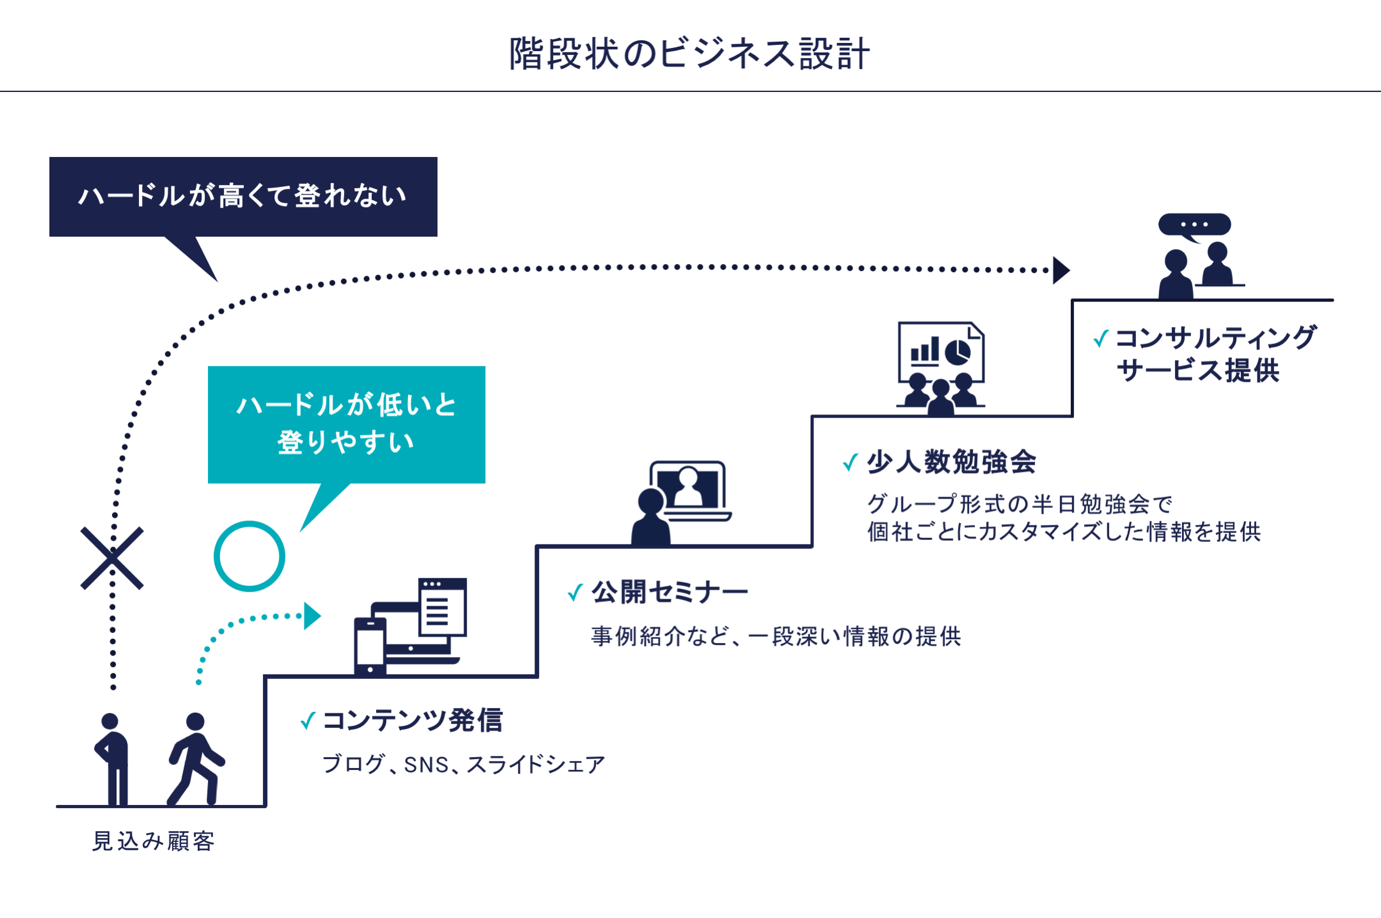 階段状のビジネス設計
ハードルが高くて登れない
ハードルが低いと
登りやすい
コンサルティング
サービス提供
少人数勉強会
グループ形式の半日勉強会で
個社ごとにカスタマイズした情報を提供
公開セミナー
事例紹介など、一段深い情報の提供
コンテンツ発信
ブログ、SNS、スライドシェア
見込み顧客